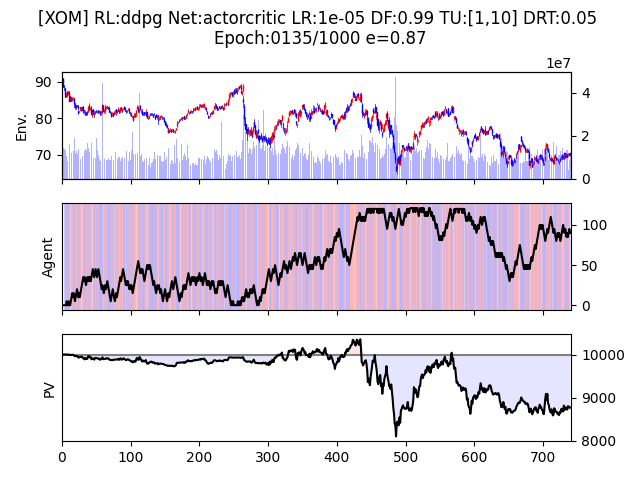 [XOM] RL:ddpg Net:actorcritic LR:1e-05 DF:0.99 TU:[1,10] DRT:0.05
Epoch:0135/1000 e=0.87
1e7
90
80
70
Env.
4
2
0
Agent
100
50
0
PV
10000
9000
8000
0 100 200 300 400 500 600 700